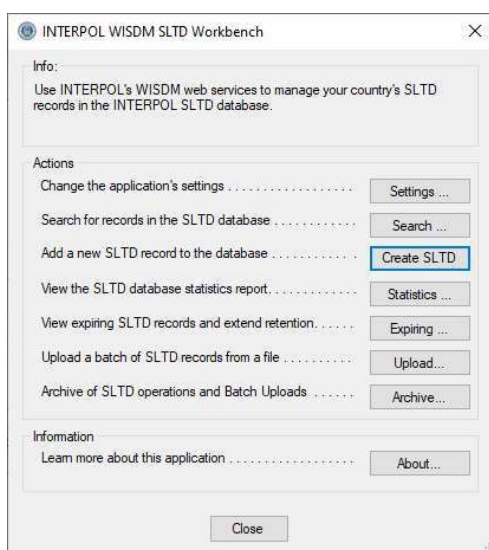 INTERPOL WISDM SLTD Workbench
Info:
Use INTERPOL's WISDM web services to manage your country's SLTD
records in the INTERPOL SLTD database.
Actions
Change the application's settings . . . . . . . . . . . . . . . . . . Settings ...
Search for records in the SLTD database . . . . . . . . . . . . Search ...
Add a new SLTD record to the database . . . . . . . . . . . . Create SLTD
View the SLTD database statistics report. . . . . . . . . . . . Statistics ...
View expiring SLTD records and extend retention. . . . . . Expiring ...
Upload a batch of SLTD records from a file . . . . . . . . . . Upload...
Archive of SLTD operations and Batch Uploads . . . . . . Archive...
Information
Learn more about this application . . . . . . . . . . . . . . . . . . About...
Close